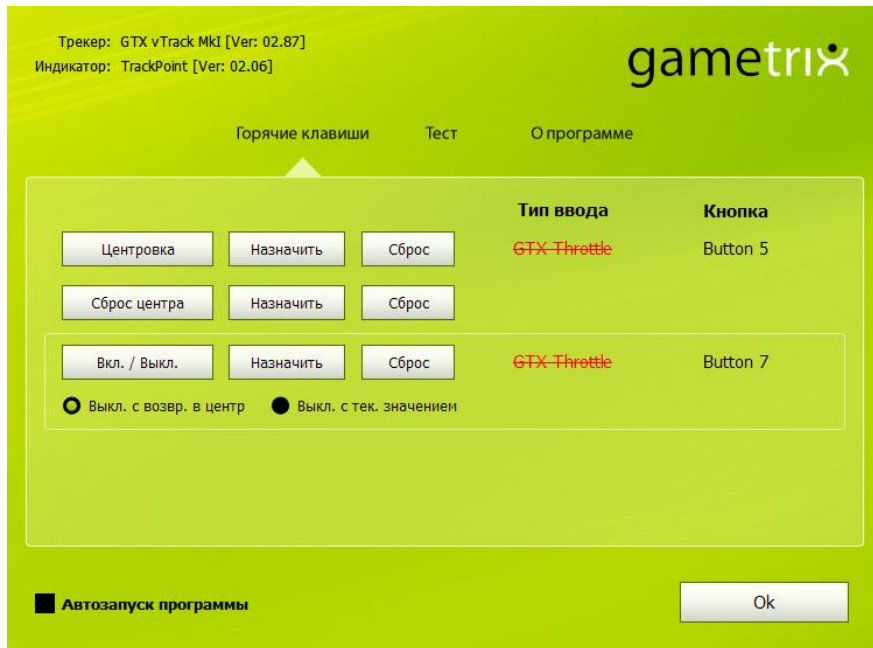 Трекер: GTX vTrack MkI [Ver: 02.87]
Индикатор: TrackPoint [Ver: 02.06]
gametrix
Горячие клавиши Тест О программе
Тип ввода Кнопка
Центровка Назначить Сброс GTX Throttle Button 5
Сброс центра Назначить Сброс
Вкл. / Выкл. Назначить Сброс GTX Throttle Button 7
Выкл. с возвр. в центр Выкл. с тек. значением
Автозапуск программы Ok